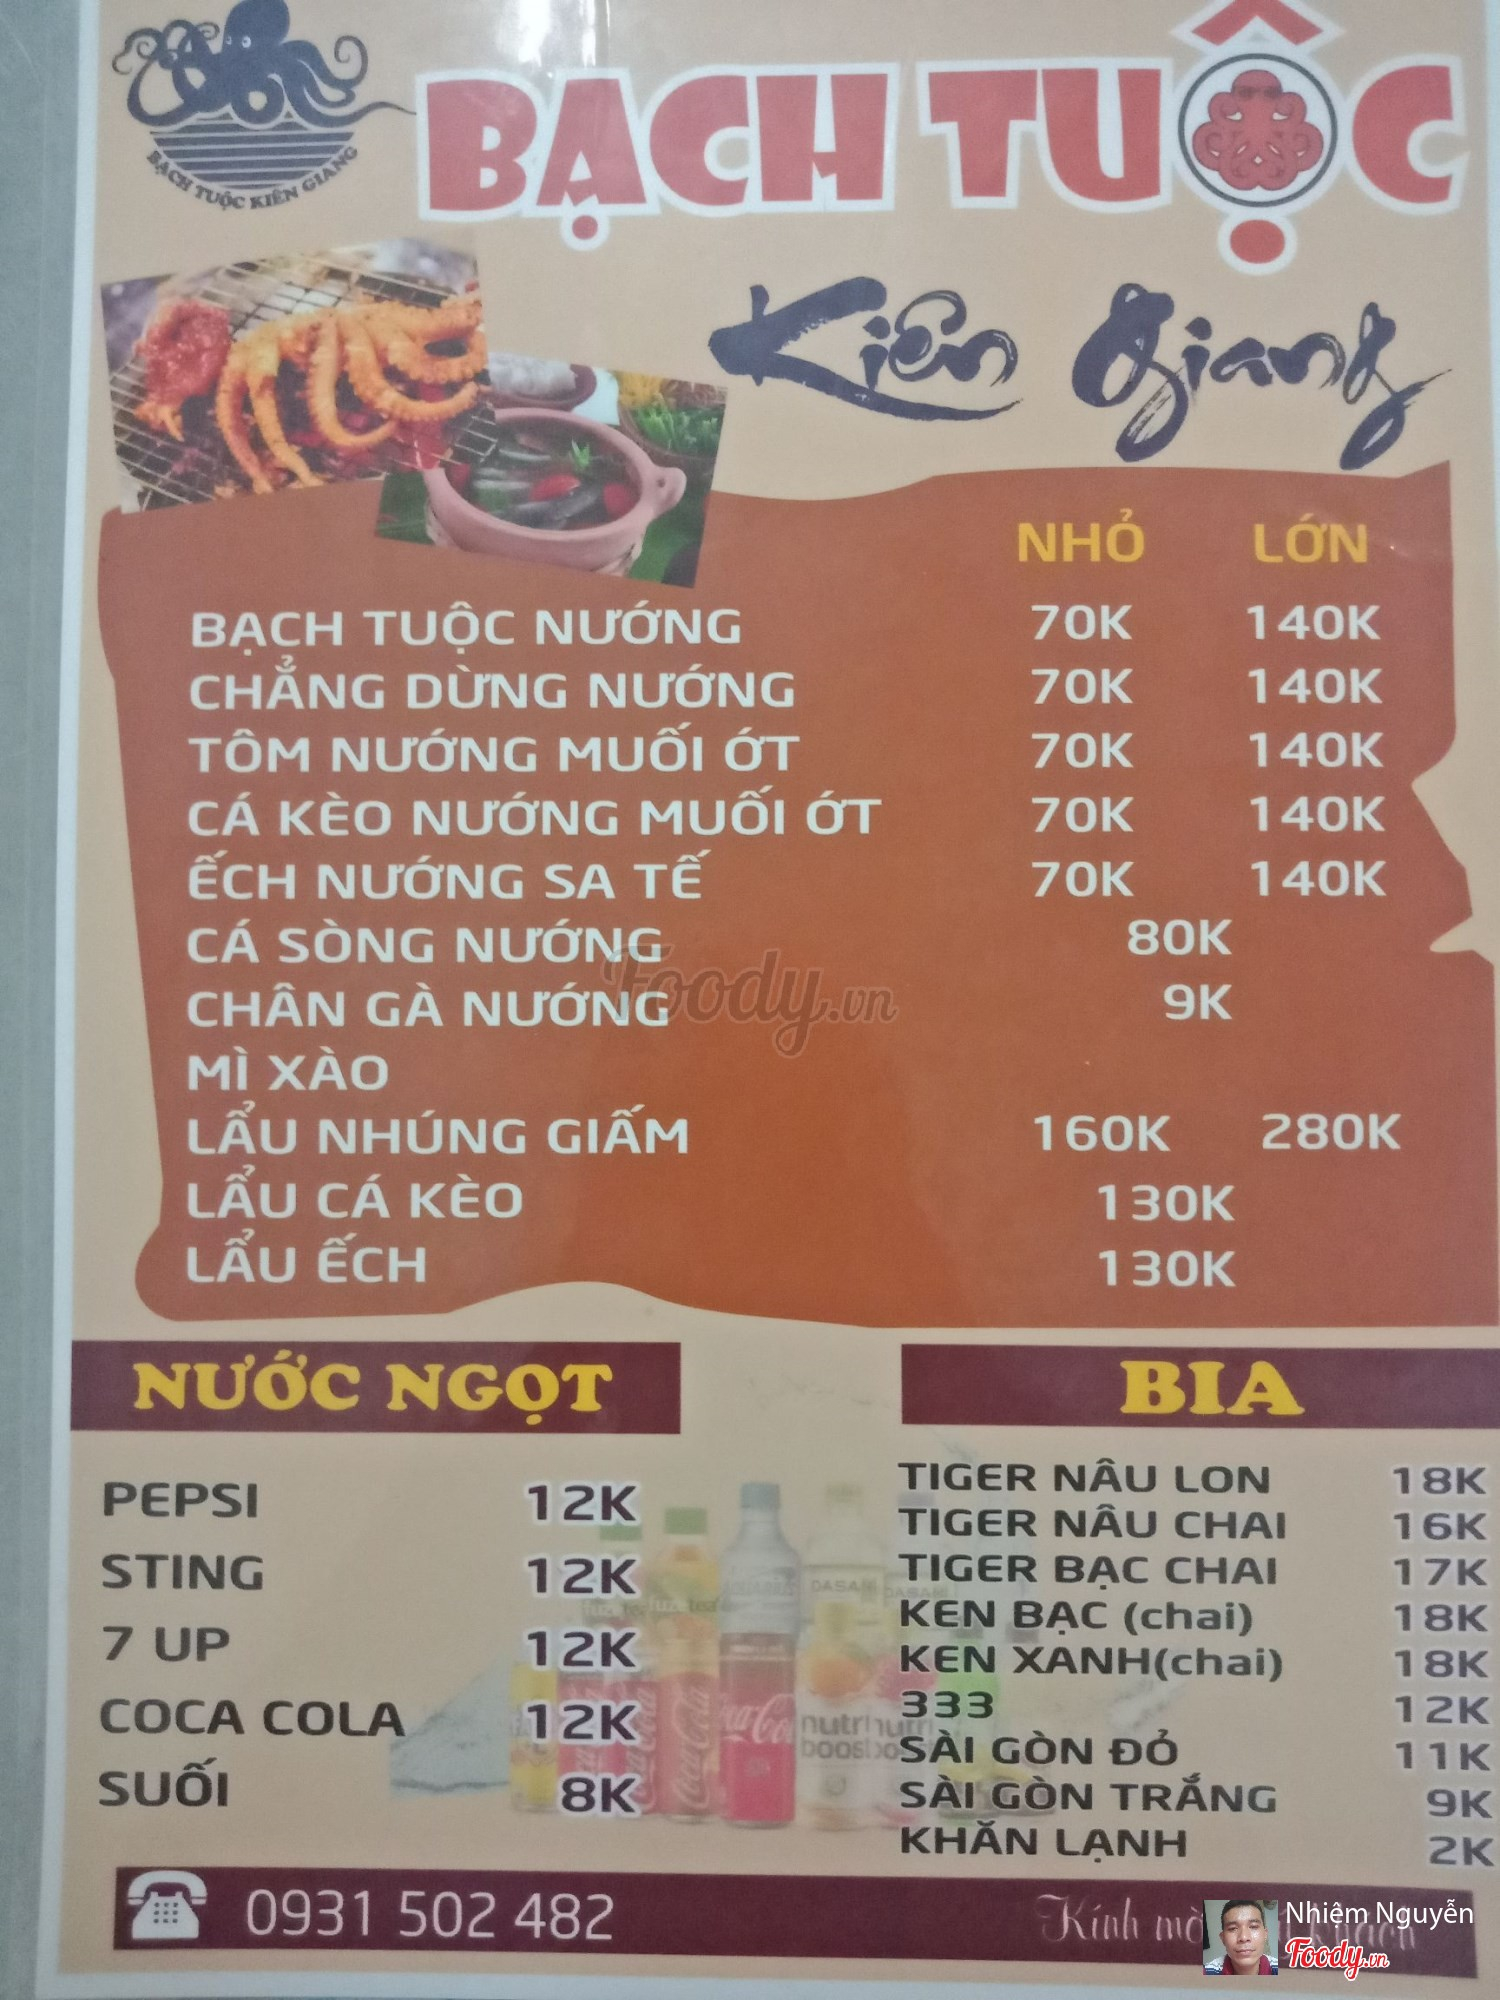 BẠCH TUỘC KIÊN GIANG
BẠCH TUỘC
Kiên Giang
NHỎ LỚN
BẠCH TUỘC NƯỚNG 70K 140K
CHẲNG DỪNG NƯỚNG 70K 140K
TÔM NƯỚNG MUỐI ỚT 70K 140K
CÁ KÈO NƯỚNG MUỐI ỚT 70K 140K
ẾCH NƯỚNG SA TẾ 70K 140K
CÁ SÒNG NƯỚNG 80K
CHÂN GÀ NƯỚNG 9K
MÌ XÀO
LẨU NHÚNG GIẤM 160K 280K
LẨU CÁ KÈO 130K
LẨU ẾCH 130K
Foody.vn
NƯỚC NGỌT
PEPSI 12K
STING 12K
7 UP 12K
COCA COLA 12K
SUỐI 8K
BIA
TIGER NÂU LON 18K
TIGER NÂU CHAI 16K
TIGER BẠC CHAI 17K
KEN BẠC (chai) 18K
KEN XANH(chai) 18K
333 12K
SÀI GÒN ĐỎ 11K
SÀI GÒN TRẮNG 9K
KHĂN LẠNH 2K
0931 502 482
Kính
Nhiệm Nguyễn
Foody.vn